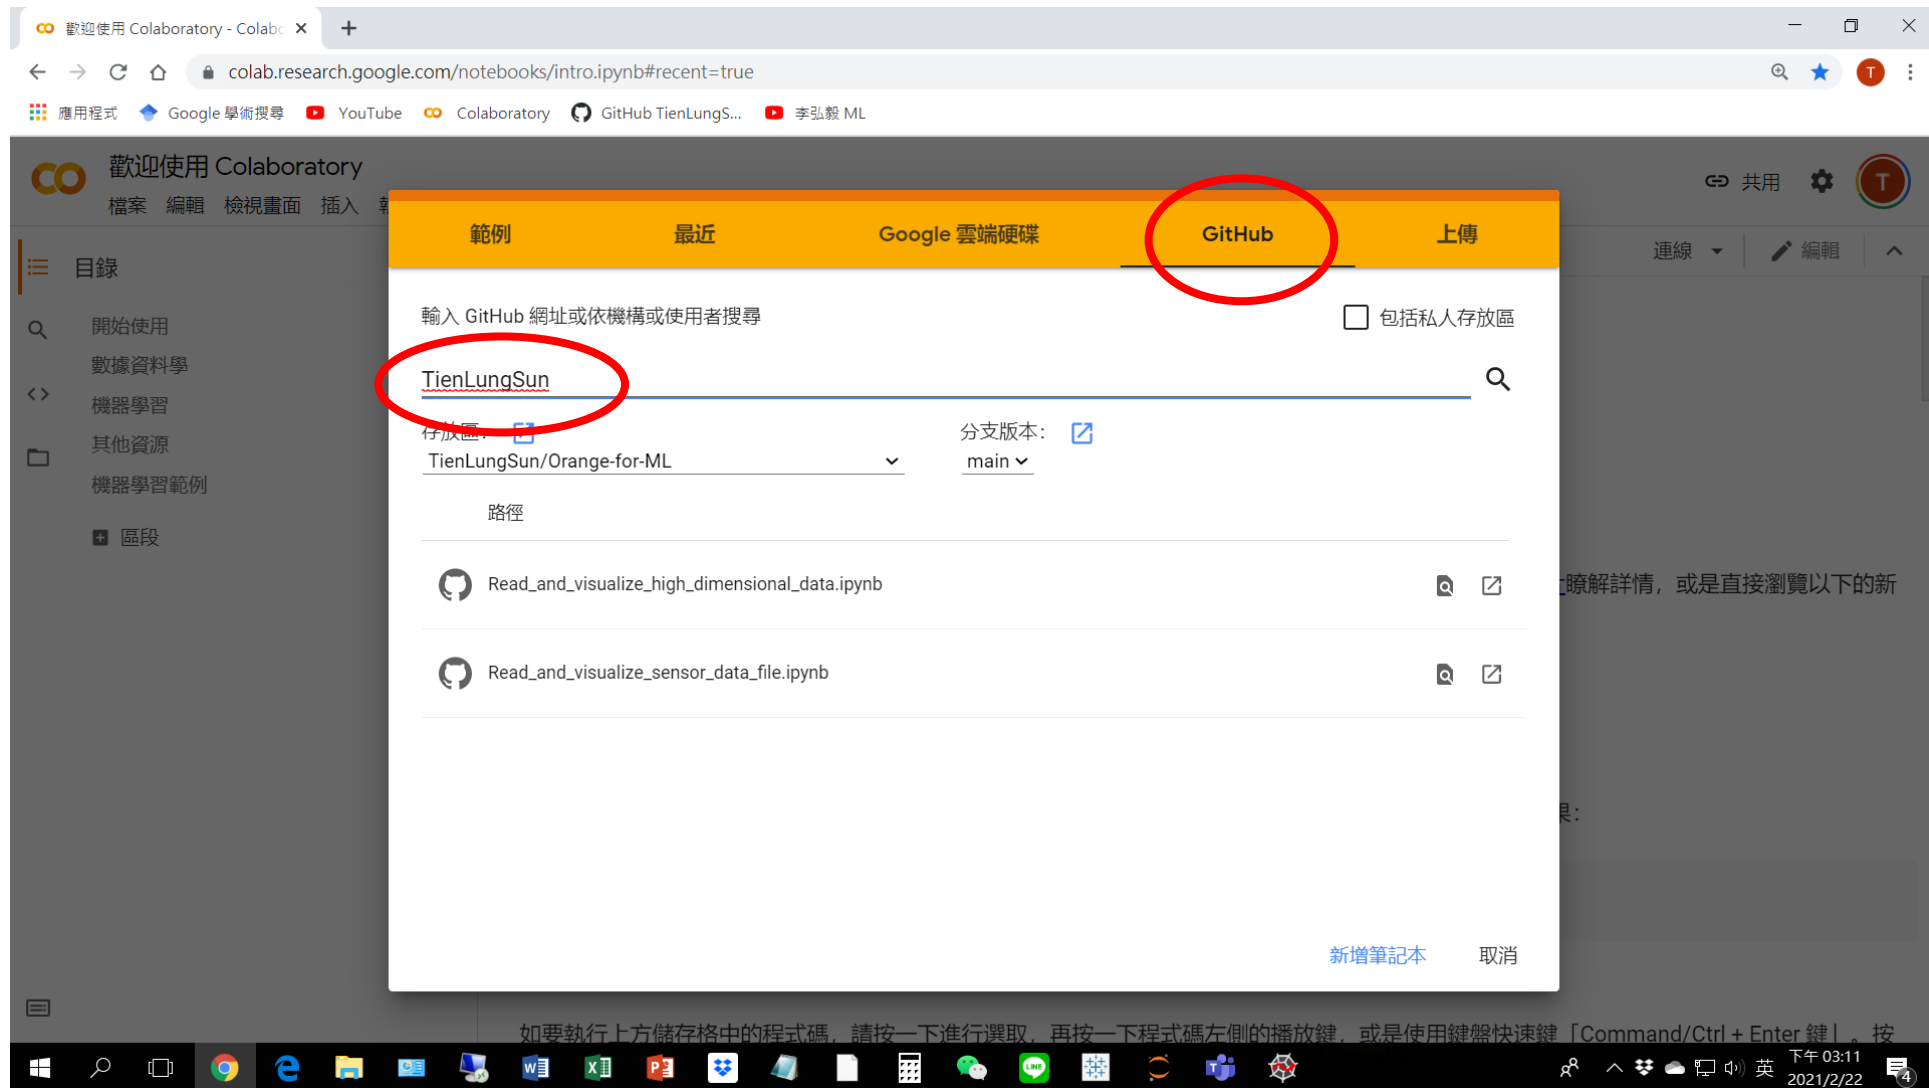 歡迎使用 Colaboratory - Colabo
colab.research.google.com/notebooks/intro.ipynb#recent=true
T
應用程式 Google 學術搜尋 YouTube Colaboratory GitHub TienLungS... 李弘毅 ML
歡迎使用 Colaboratory
檔案 編輯 檢視畫面 插入
共用
T
範例 最近 Google 雲端硬碟 GitHub 上傳
連線 編輯
目錄
輸入 GitHub 網址或依機構或使用者搜尋
包括私人存放區
開始使用
數據資料學
機器學習
其他資源
機器學習範例
區段
TienLungSun
存放區： 分支版本：
TienLungSun/Orange-for-ML main
路徑
Read_and_visualize_high_dimensional_data.ipynb
瞭解詳情，或是直接瀏覽以下的新
Read_and_visualize_sensor_data_file.ipynb
果：
新增筆記本 取消
如要執行上方儲存格中的程式碼，請按一下進行選取，再按一下程式碼左側的播放鍵，或是使用鍵盤快速鍵「Command/Ctrl + Enter 鍵」。按
英
下午 03:11
2021/2/22
4